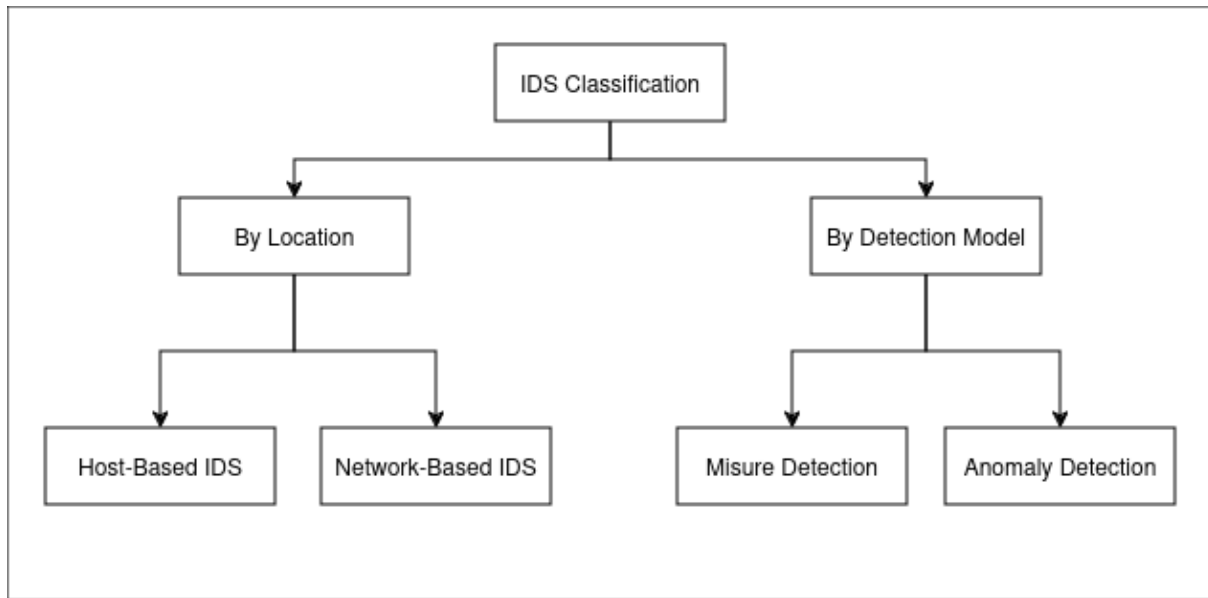 IDS Classification
By Location
By Detection Model
Host-Based IDS
Network-Based IDS
Misure Detection
Anomaly Detection